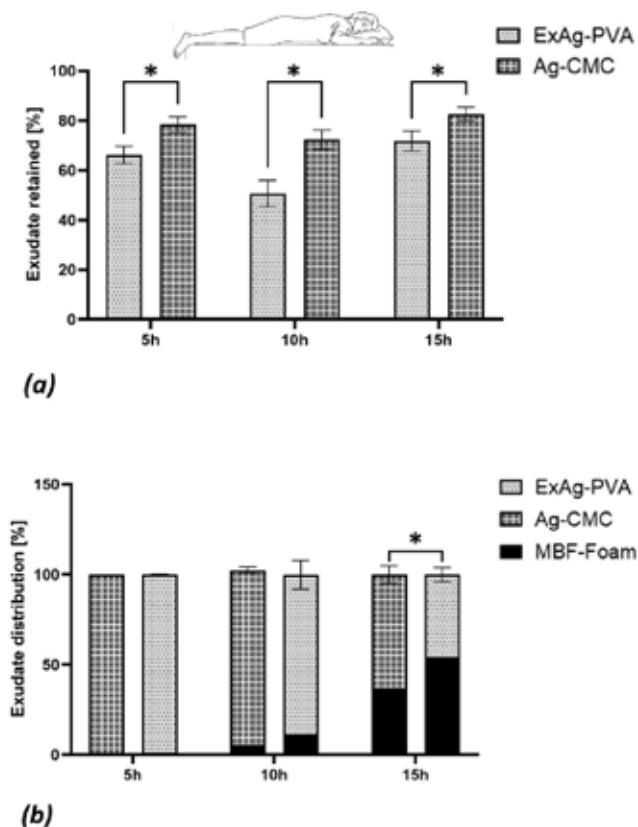 ExAg-PVA
Ag-CMC
Exudate retained [%]
100
80
60
40
20
0
* * *
5h 10h 15h
(a)
ExAg-PVA
Ag-CMC
MBF-Foam
Exudate distribution [%]
150
100
50
0
*
5h 10h 15h
(b)